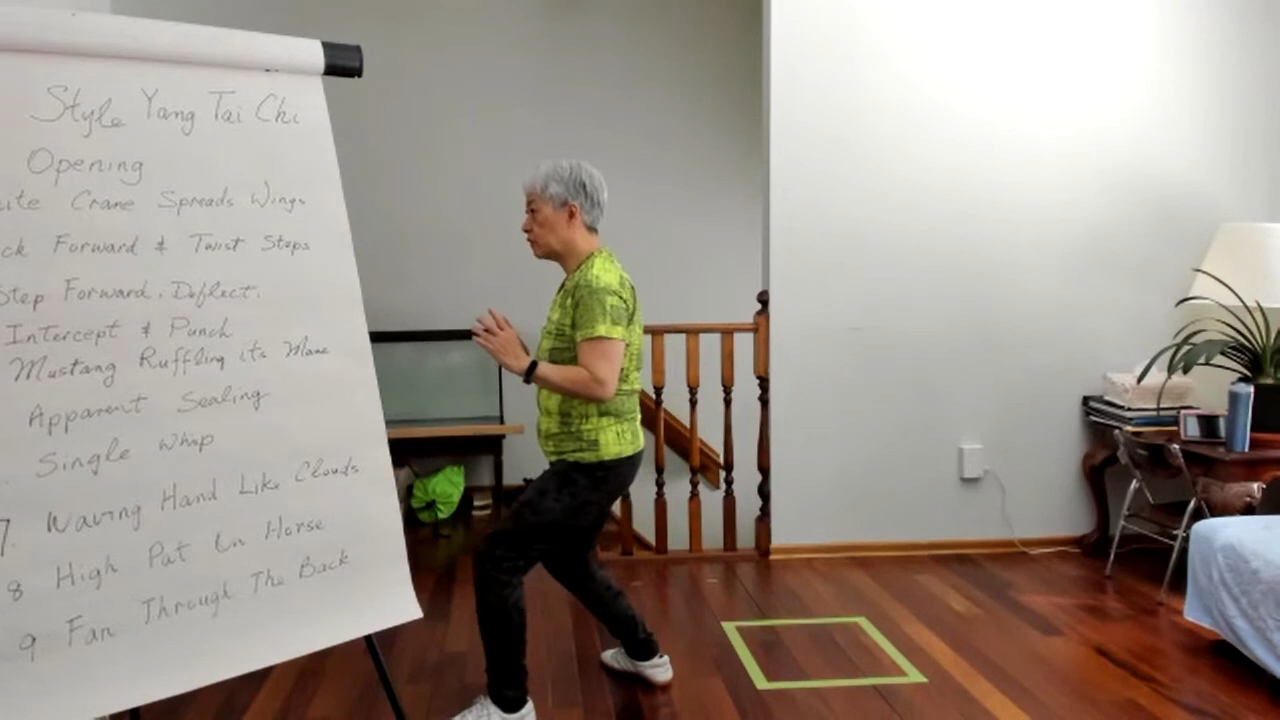 Style Yang Tai Chi
Opening
ite Crane Spreads Wings
ck Forward & Twist Steps
Step Forward, Deflect,
Intercept & Punch
Mustang Ruffling its Mane
Apparent Sealing
Single Whip
7. Waving Hand Like Clouds
8 High Pat On Horse
9 Fan Through The Back